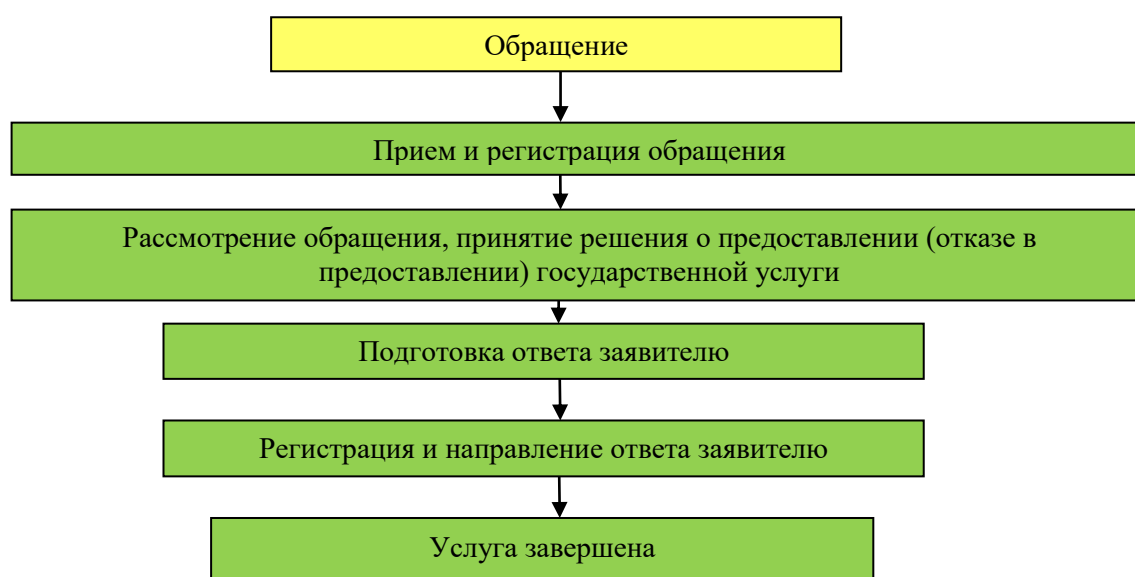 Обращение
Прием и регистрация обращения
Рассмотрение обращения, принятие решения о предоставлении (отказе в
предоставлении) государственной услуги
Подготовка ответа заявителю
Регистрация и направление ответа заявителю
Услуга завершена